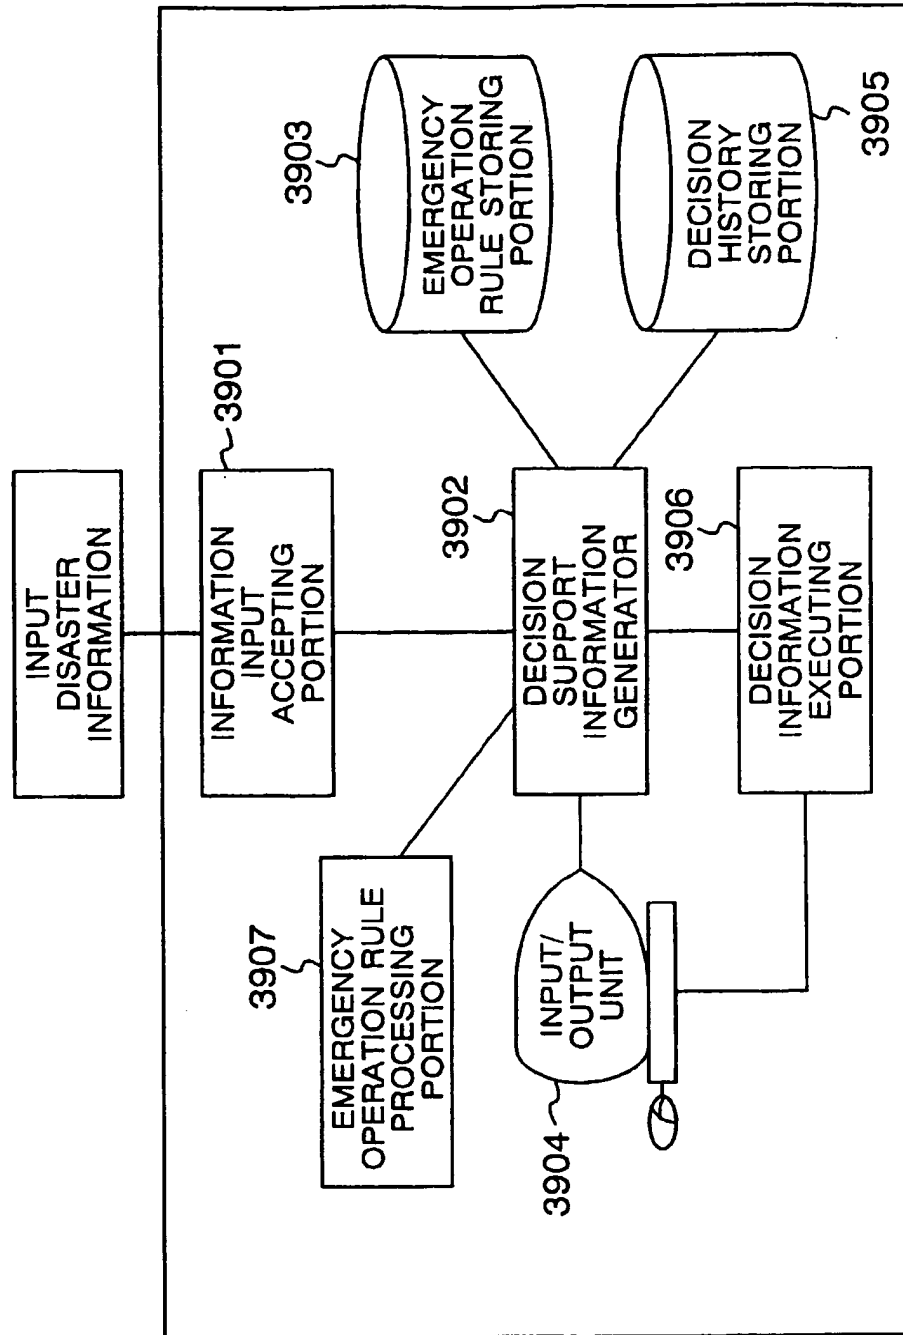 INPUT
DISASTER
INFORMATION
3901
INFORMATION
INPUT
ACCEPTING
PORTION
3907
EMERGENCY
OPERATION RULE
PROCESSING
PORTION
3903
EMERGENCY
OPERATION
RULE STORING
PORTION
3902
DECISION
SUPPORT
INFORMATION
GENERATOR
3904
INPUT/
OUTPUT
UNIT
3905
DECISION
HISTORY
STORING
PORTION
3906
DECISION
INFORMATION
EXECUTING
PORTION